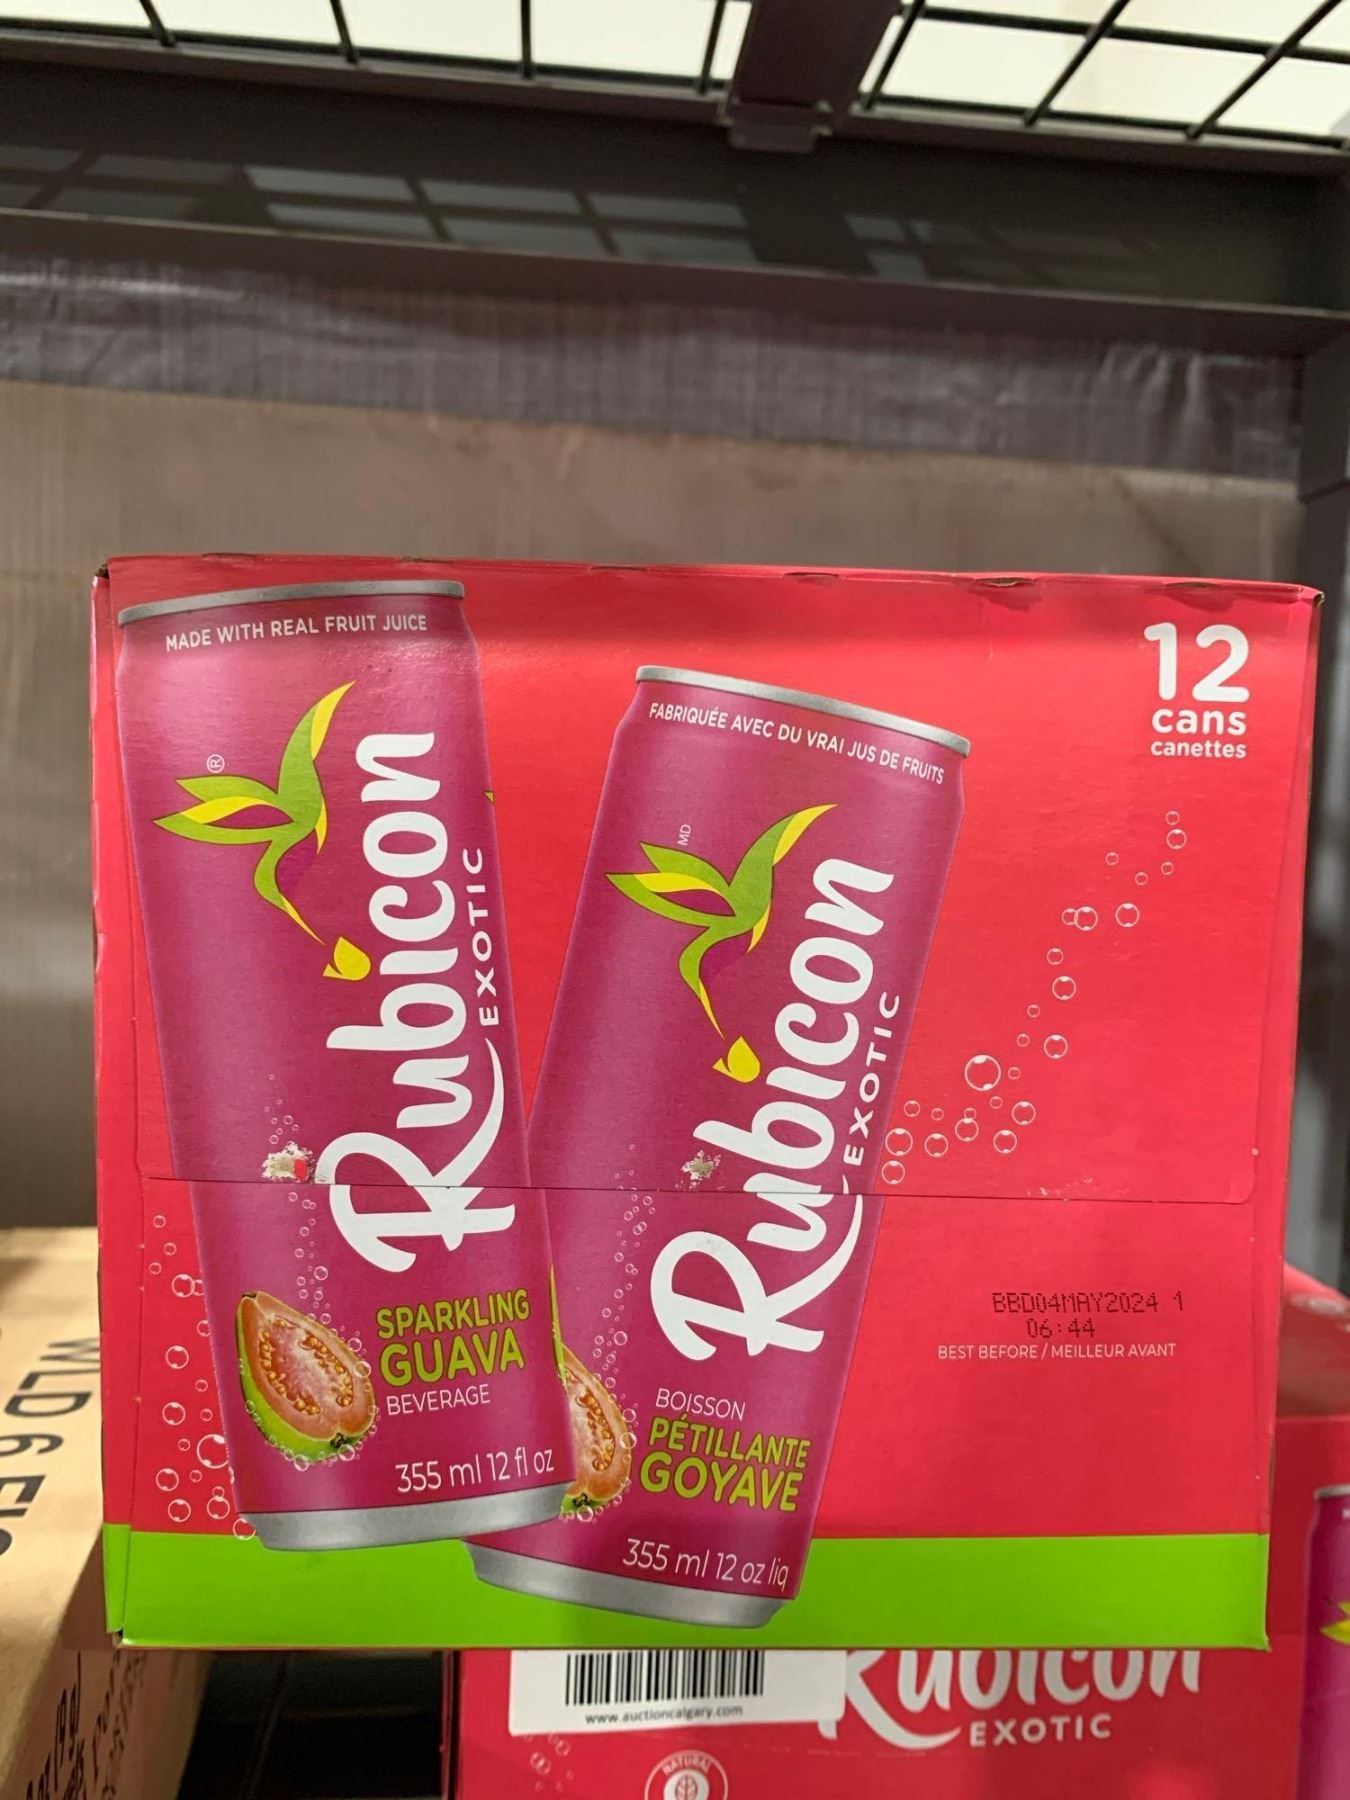 MADE WITH REAL FRUIT JUICE
®
Rubicon
EXOTIC
SPARKLING
GUAVA
BEVERAGE
355 ml 12 fl oz
FABRIQUÉE AVEC DU VRAI JUS DE FRUITS
MD
Rubicon
EXOTIC
BOISSON
PÉTILLANTE
GOYAVE
355 ml 12 oz liq
12
cans
canettes
BBD04MAY2024 1
06:44
BEST BEFORE / MEILLEUR AVANT
www.auctioncalgary.com
Rubicon
EXOTIC
NATURAL